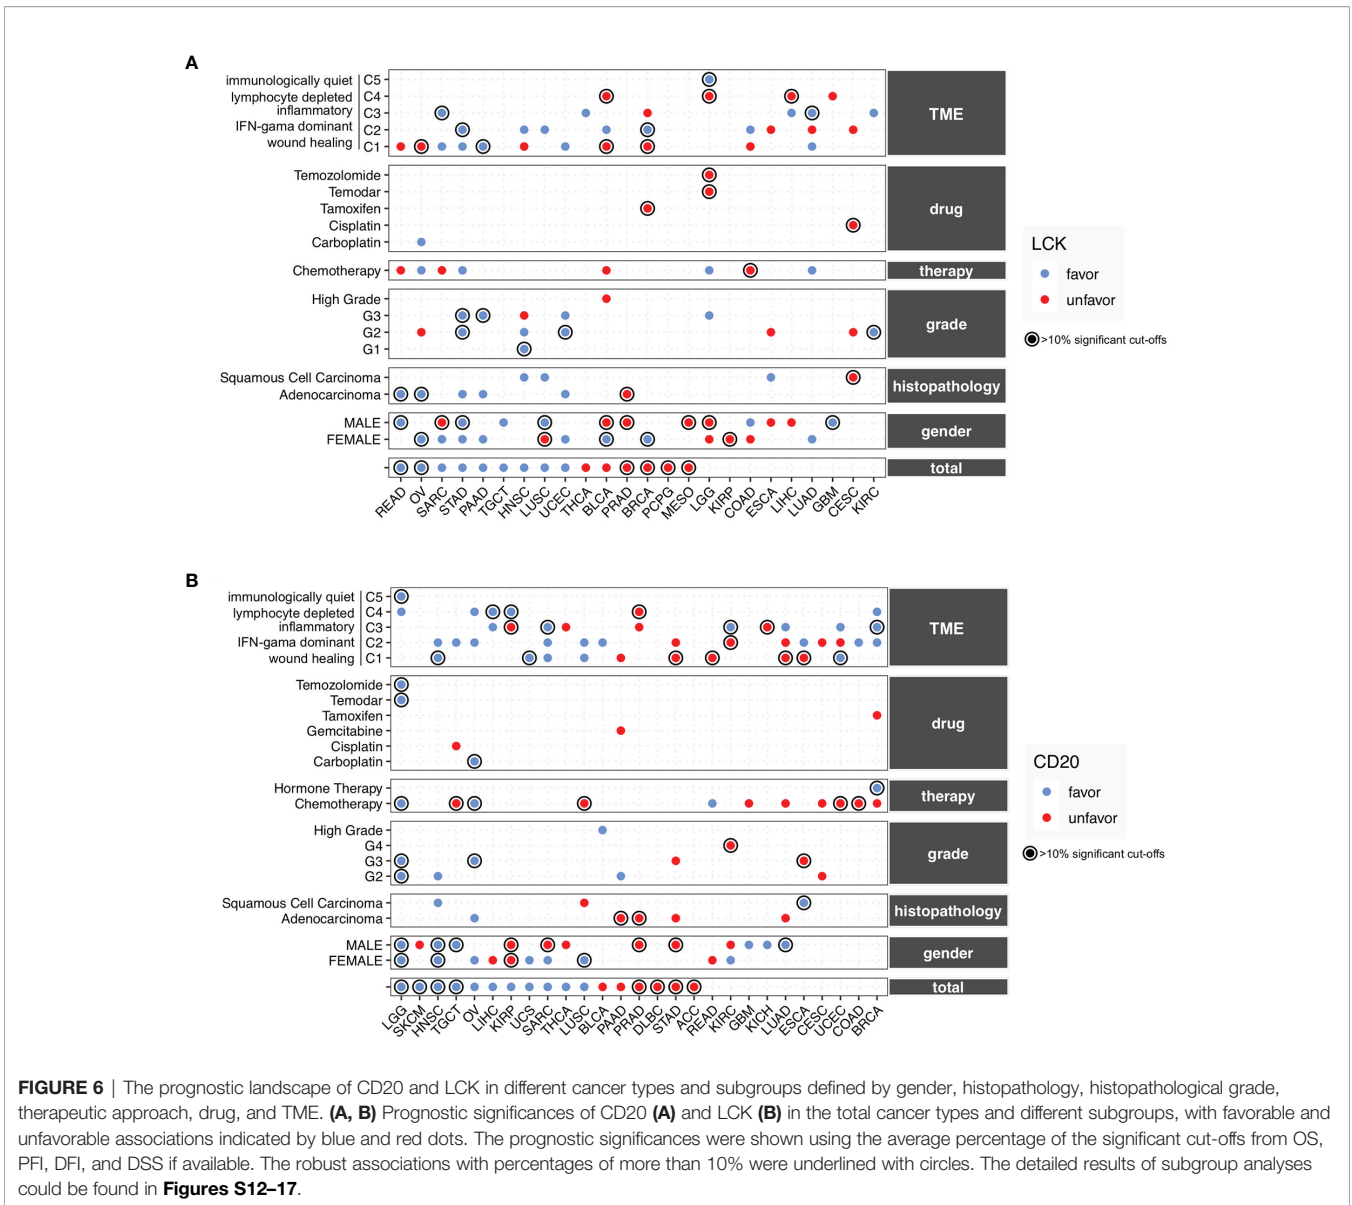 A
immunologically quiet C5
lymphocyte depleted C4
inflammatory C3
IFN-gama dominant C2
wound healing C1
TME
Temozolomide
Temodar
Tamoxifen
Cisplatin
Carboplatin
drug
Chemotherapy
therapy
High Grade
G3
G2
G1
grade
Squamous Cell Carcinoma
Adenocarcinoma
histopathology
MALE
FEMALE
gender
total
READ OV SARC STAD PAAD TGCT HNSC LUSC UCEC THCA BLCA PRAD BRCA PCPG MESO LGG KIRP COAD ESCA LIHC LUAD GBM CESC KIRC
LCK
favor
unfavor
>10% significant cut-offs
B
immunologically quiet C5
lymphocyte depleted C4
inflammatory C3
IFN-gama dominant C2
wound healing C1
TME
Temozolomide
Temodar
Tamoxifen
Gemcitabine
Cisplatin
Carboplatin
drug
Hormone Therapy
Chemotherapy
therapy
High Grade
G4
G3
G2
grade
Squamous Cell Carcinoma
Adenocarcinoma
histopathology
MALE
FEMALE
gender
total
LGG SKCM HNSC TGCT OV LIHC KIRP UCS SARC THCA LUSC BLCA PAAD PRAD DLBC STAD ACC READ KIRC GBM KICH LUAD ESCA CESC UCEC COAD BRCA
CD20
favor
unfavor
>10% significant cut-offs
FIGURE 6 | The prognostic landscape of CD20 and LCK in different cancer types and subgroups defined by gender, histopathology, histopathological grade,
therapeutic approach, drug, and TME. (A, B) Prognostic significances of CD20 (A) and LCK (B) in the total cancer types and different subgroups, with favorable and
unfavorable associations indicated by blue and red dots. The prognostic significances were shown using the average percentage of the significant cut-offs from OS,
PFI, DFI, and DSS if available. The robust associations with percentages of more than 10% were underlined with circles. The detailed results of subgroup analyses
could be found in Figures S12–17.